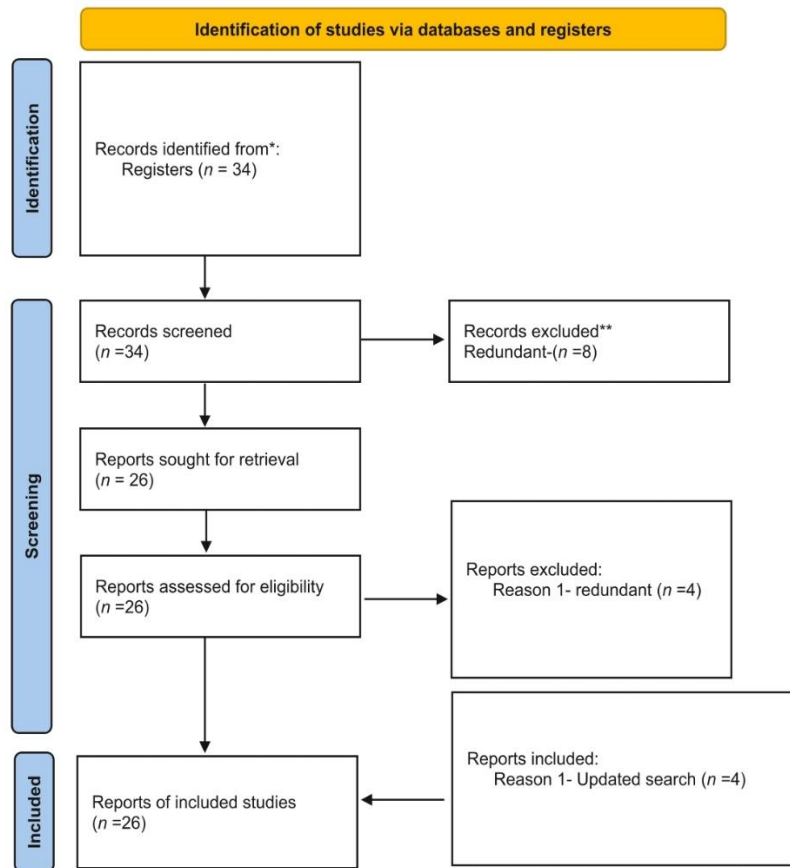 Identification of studies via databases and registers
Identification
Records identified from*:
Registers (n = 34)
Screening
Records screened
(n =34)
Records excluded**
Redundant-(n =8)
Reports sought for retrieval
(n = 26)
Reports assessed for eligibility
(n =26)
Reports excluded:
Reason 1- redundant (n =4)
Included
Reports of included studies
(n =26)
Reports included:
Reason 1- Updated search (n =4)